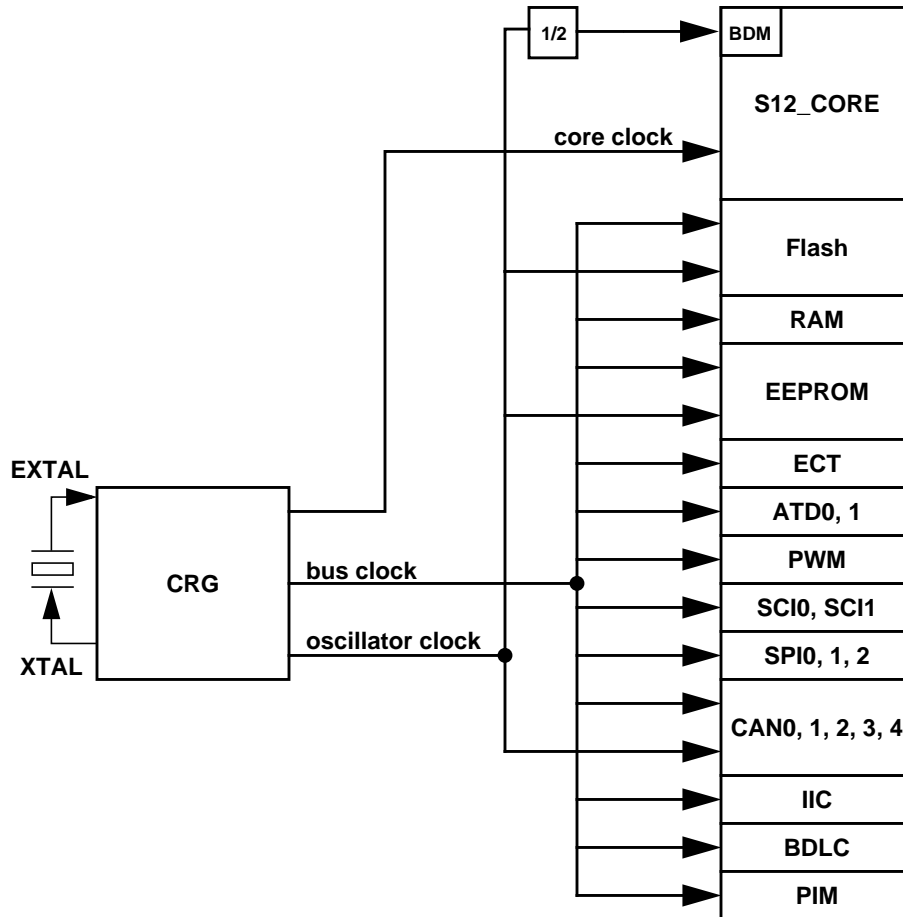 1/2
BDM
S12_CORE
core clock
Flash
RAM
EEPROM
EXTAL
ECT
ATD0, 1
PWM
CRG
bus clock
SCI0, SCI1
oscillator clock
XTAL
SPI0, 1, 2
CAN0, 1, 2, 3, 4
IIC
BDLC
PIM